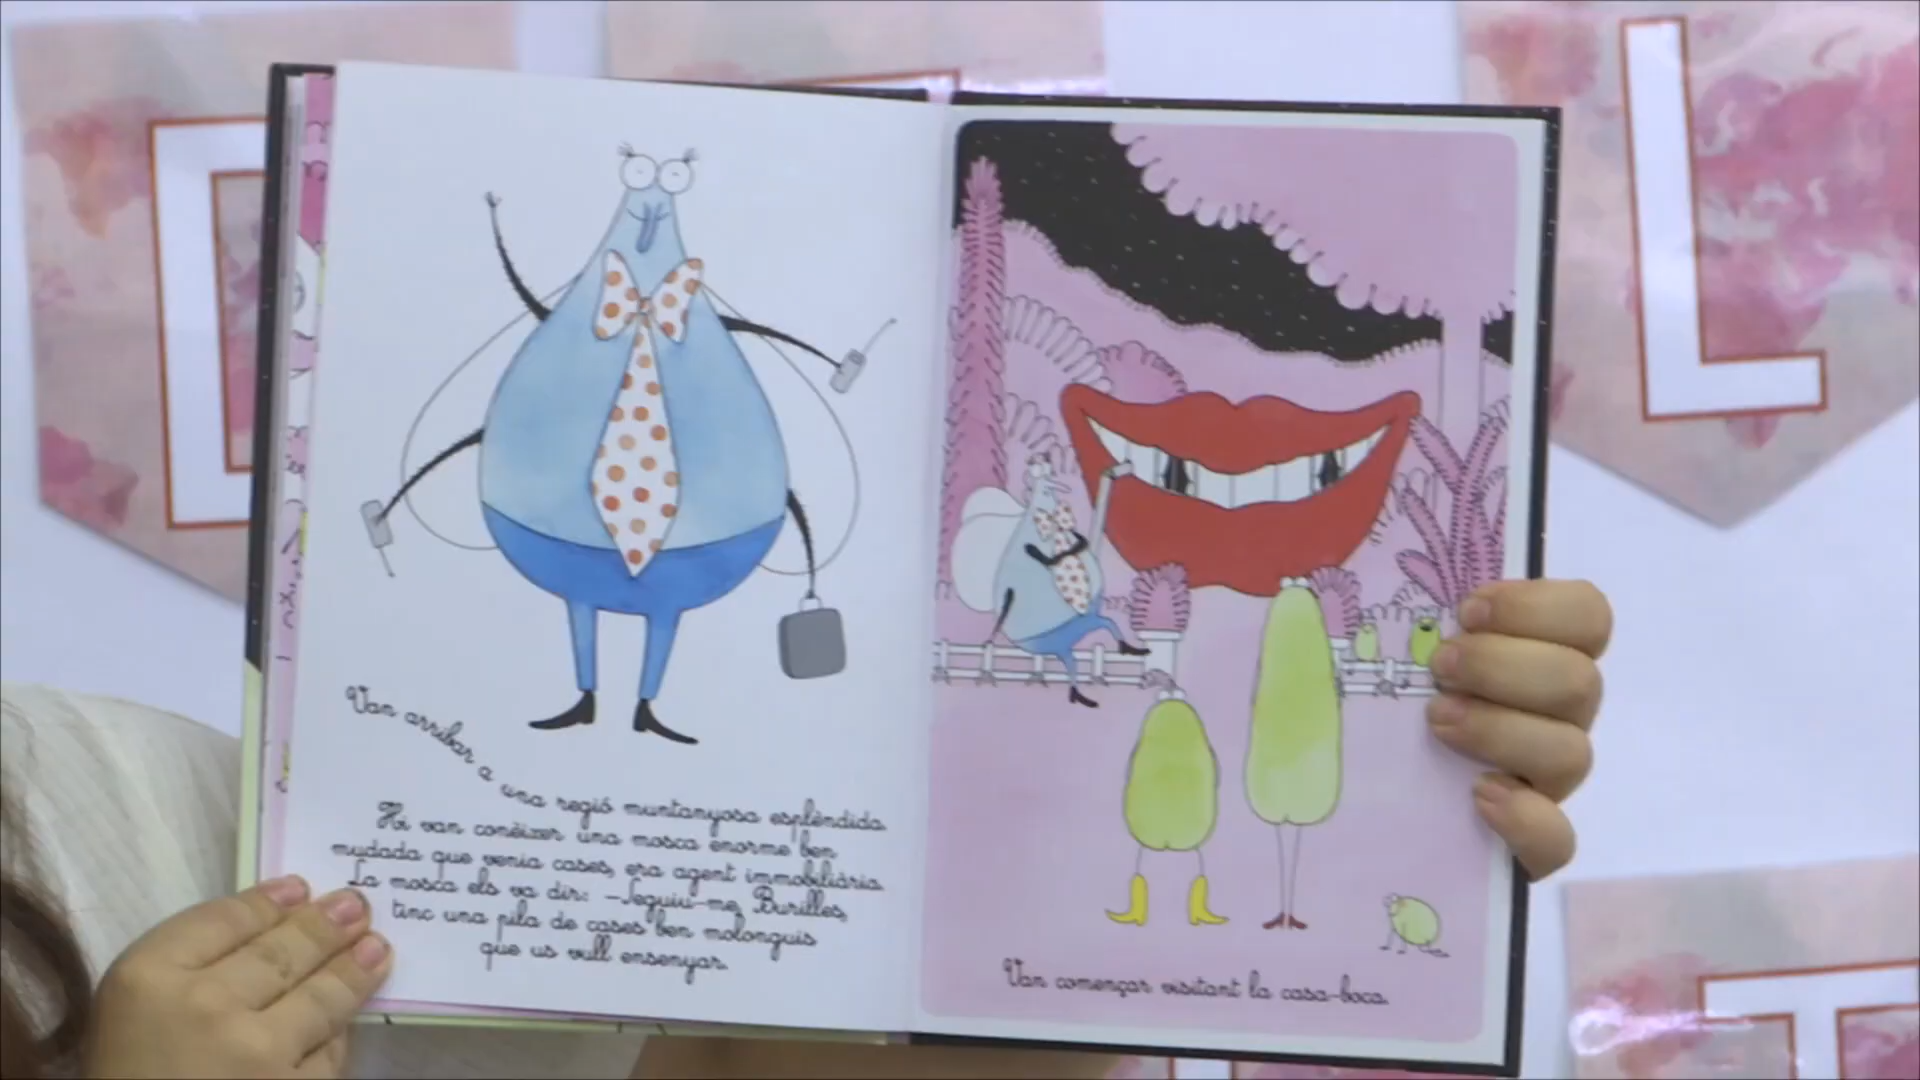 Van arribar a una regió muntanyosa esplèndida.
Hi van conèixer una mosca enorme ben
mudada que venia cases, era agent immobiliària.
La mosca els va dir: –Seguiu-me, Burilles,
tinc una pila de cases ben molonguis
que us vull ensenyar.
Van començar visitant la casa-boca.
L
T